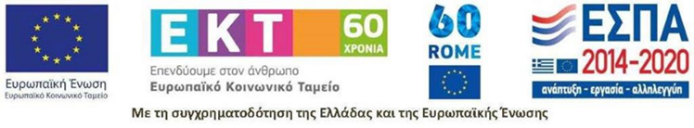 Ευρωπαϊκή Ένωση
Ευρωπαϊκό Κοινωνικό Ταμείο
ΕΚΤ
60
ΧΡΟΝΙΑ
Επενδύουμε στον άνθρωπο
Ευρωπαϊκό Κοινωνικό Ταμείο
60
ROME
ΕΣΠΑ
2014-2020
ανάπτυξη - εργασία - αλληλεγγύη
Με τη συγχρηματοδότηση της Ελλάδας και της Ευρωπαϊκής Ένωσης